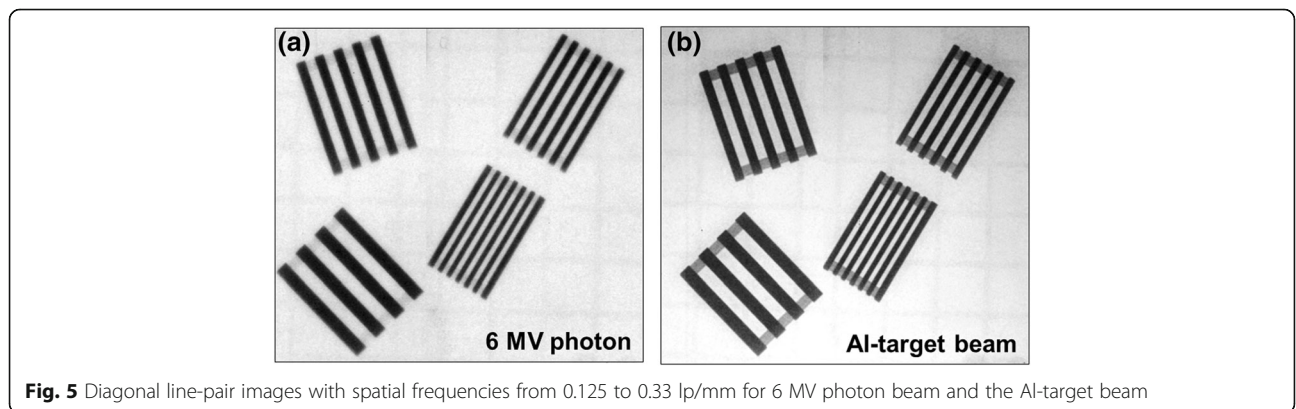 (a)
6 MV photon
(b)
Al-target beam
Fig. 5 Diagonal line-pair images with spatial frequencies from 0.125 to 0.33 lp/mm for 6 MV photon beam and the Al-target beam